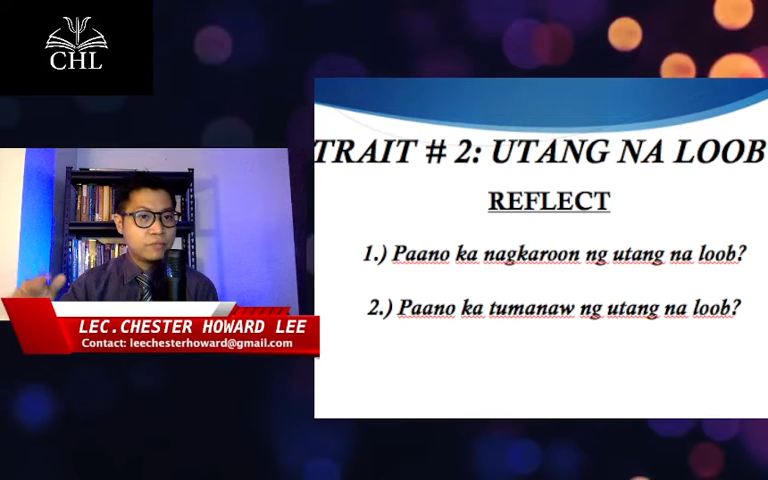 CHL
TRAIT # 2: UTANG NA LOOB
REFLECT
1.) Paano ka nagkaroon ng utang na loob?
2.) Paano ka tumanaw ng utang na loob?
LEC.CHESTER HOWARD LEE
Contact: leechesterhoward@gmail.com